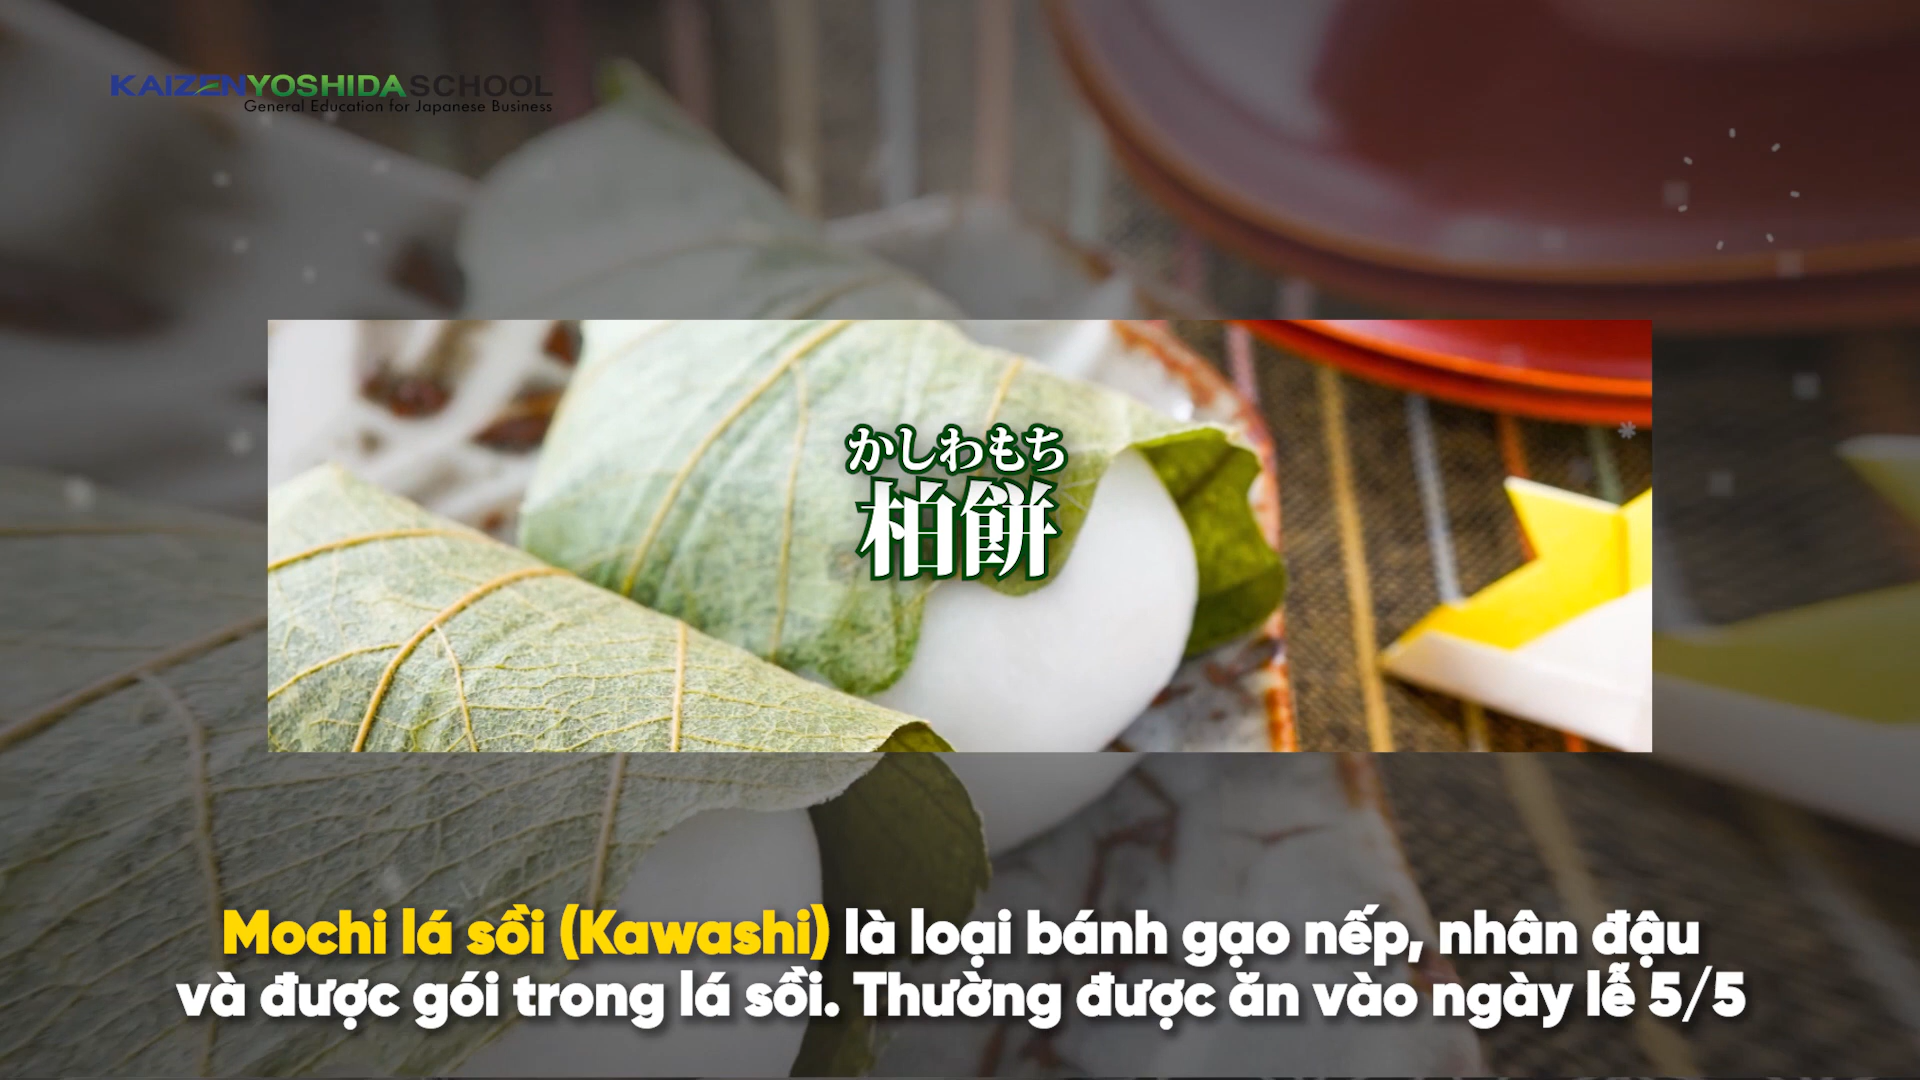 KAIZEN YOSHIDA SCHOOL
General Education for Japanese Business
かしわもち
柏餅
Mochi lá sồi (Kawashi) là loại bánh gạo nếp, nhân đậu
và được gói trong lá sồi. Thường được ăn vào ngày lễ 5/5